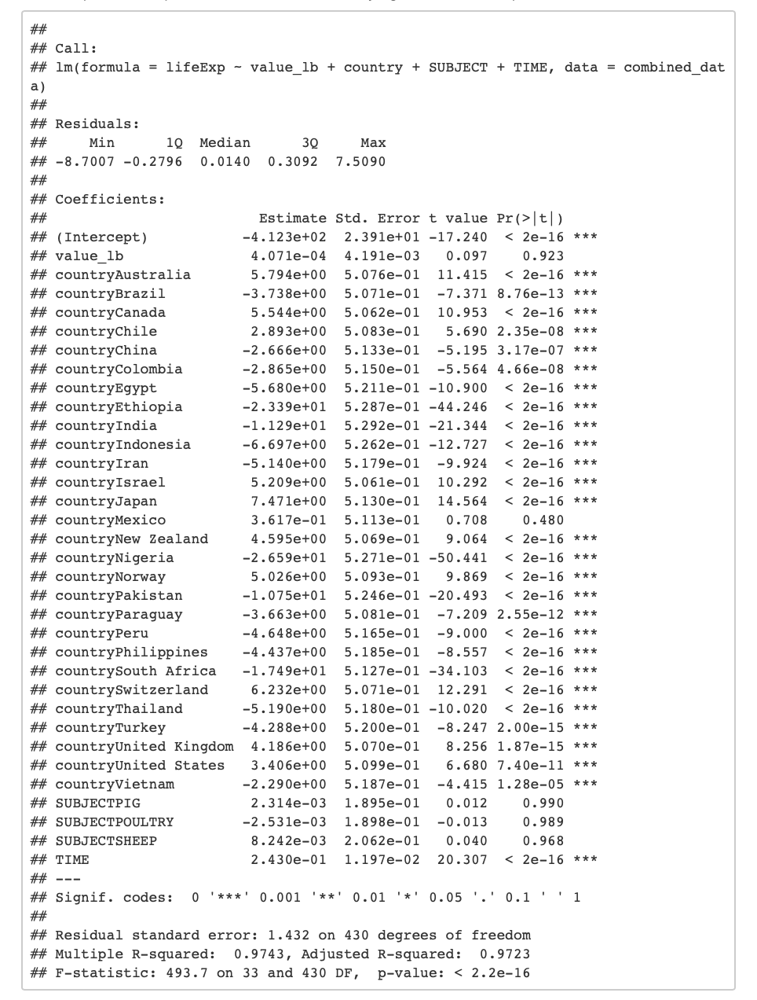 ##
## Call:
## lm(formula = lifeExp ~ value_lb + country + SUBJECT + TIME, data = combined_dat
a)
##
## Residuals:
##     Min      1Q  Median      3Q     Max
## -8.7007 -0.2796  0.0140  0.3092  7.5090
##
## Coefficients:
##                         Estimate Std. Error t value Pr(>|t|)
## (Intercept)           -4.123e+02  2.391e+01 -17.240  < 2e-16 ***
## value_lb               4.071e-04  4.191e-03   0.097    0.923
## countryAustralia       5.794e+00  5.076e-01  11.415  < 2e-16 ***
## countryBrazil         -3.738e+00  5.071e-01  -7.371 8.76e-13 ***
## countryCanada          5.544e+00  5.062e-01  10.953  < 2e-16 ***
## countryChile           2.893e+00  5.083e-01   5.690 2.35e-08 ***
## countryChina          -2.666e+00  5.133e-01  -5.195 3.17e-07 ***
## countryColombia       -2.865e+00  5.150e-01  -5.564 4.66e-08 ***
## countryEgypt          -5.680e+00  5.211e-01 -10.900  < 2e-16 ***
## countryEthiopia       -2.339e+01  5.287e-01 -44.246  < 2e-16 ***
## countryIndia          -1.129e+01  5.292e-01 -21.344  < 2e-16 ***
## countryIndonesia      -6.697e+00  5.262e-01 -12.727  < 2e-16 ***
## countryIran           -5.140e+00  5.179e-01  -9.924  < 2e-16 ***
## countryIsrael          5.209e+00  5.061e-01  10.292  < 2e-16 ***
## countryJapan           7.471e+00  5.130e-01  14.564  < 2e-16 ***
## countryMexico          3.617e-01  5.113e-01   0.708    0.480
## countryNew Zealand     4.595e+00  5.069e-01   9.064  < 2e-16 ***
## countryNigeria        -2.659e+01  5.271e-01 -50.441  < 2e-16 ***
## countryNorway          5.026e+00  5.093e-01   9.869  < 2e-16 ***
## countryPakistan       -1.075e+01  5.246e-01 -20.493  < 2e-16 ***
## countryParaguay       -3.663e+00  5.081e-01  -7.209 2.55e-12 ***
## countryPeru           -4.648e+00  5.165e-01  -9.000  < 2e-16 ***
## countryPhilippines    -4.437e+00  5.185e-01  -8.557  < 2e-16 ***
## countrySouth Africa   -1.749e+01  5.127e-01 -34.103  < 2e-16 ***
## countrySwitzerland     6.232e+00  5.071e-01  12.291  < 2e-16 ***
## countryThailand       -5.190e+00  5.180e-01 -10.020  < 2e-16 ***
## countryTurkey         -4.288e+00  5.200e-01  -8.247 2.00e-15 ***
## countryUnited Kingdom  4.186e+00  5.070e-01   8.256 1.87e-15 ***
## countryUnited States   3.406e+00  5.099e-01   6.680 7.40e-11 ***
## countryVietnam        -2.290e+00  5.187e-01  -4.415 1.28e-05 ***
## SUBJECTPIG             2.314e-03  1.895e-01   0.012    0.990
## SUBJECTPOULTRY        -2.531e-03  1.898e-01  -0.013    0.989
## SUBJECTSHEEP           8.242e-03  2.062e-01   0.040    0.968
## TIME                   2.430e-01  1.197e-02  20.307  < 2e-16 ***
## ---
## Signif. codes:  0 '***' 0.001 '**' 0.01 '*' 0.05 '.' 0.1 ' ' 1
##
## Residual standard error: 1.432 on 430 degrees of freedom
## Multiple R-squared:  0.9743, Adjusted R-squared:  0.9723
## F-statistic: 493.7 on 33 and 430 DF,  p-value: < 2.2e-16